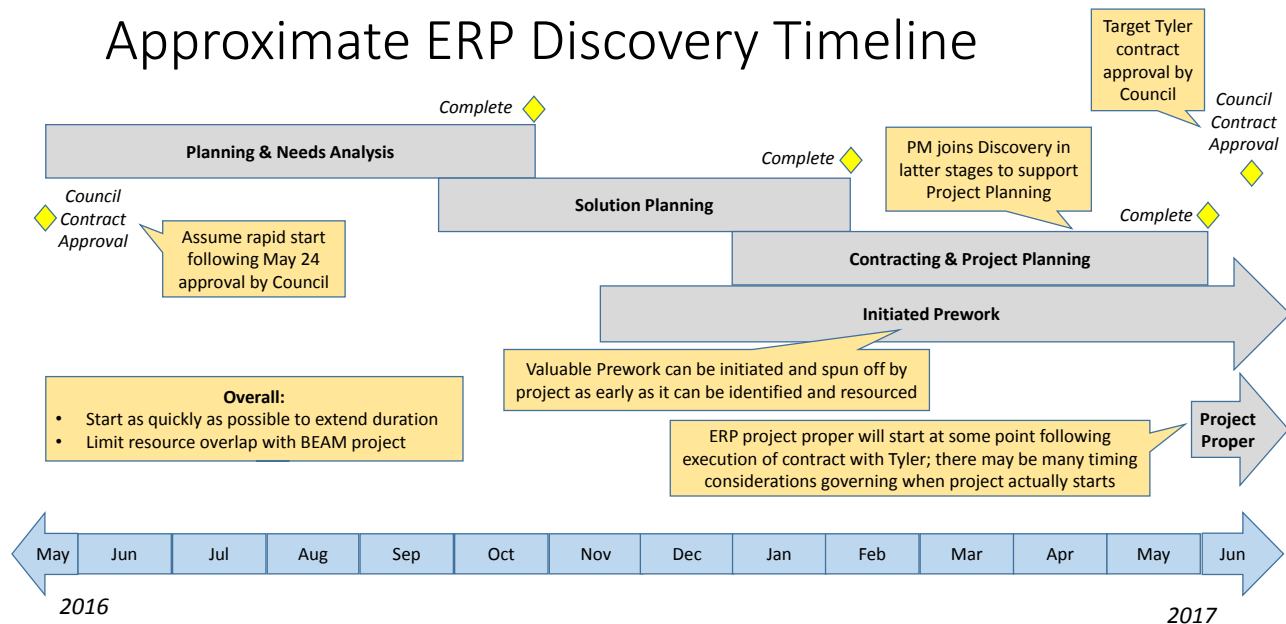 Approximate ERP Discovery Timeline
Target Tyler
contract
approval by
Council
Complete
Council
Contract
Approval
Planning & Needs Analysis
Complete
PM joins Discovery in
latter stages to support
Project Planning
Solution Planning
Council
Contract
Approval
Complete
Assume rapid start
following May 24
approval by Council
Contracting & Project Planning
Initiated Prework
Valuable Prework can be initiated and spun off by
project as early as it can be identified and resourced
Overall:
• Start as quickly as possible to extend duration
• Limit resource overlap with BEAM project
Project
Proper
ERP project proper will start at some point following
execution of contract with Tyler; there may be many timing
considerations governing when project actually starts
May Jun Jul Aug Sep Oct Nov Dec Jan Feb Mar Apr May Jun
2016 2017